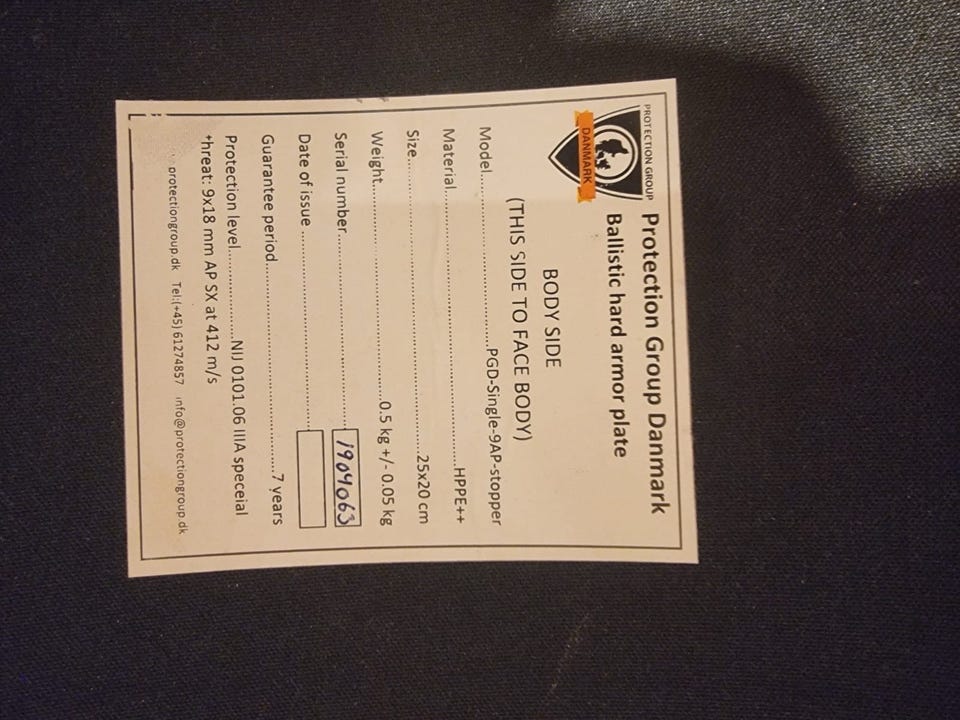 PROTECTION GROUP
DANMARK
Protection Group Danmark
Ballistic hard armor plate
BODY SIDE
(THIS SIDE TO FACE BODY)
Model..............................PGD-Single-9AP-stopper
Material..............................................HPPE++
Size..............................................25x20 cm
Weight..............................0.5 kg +/- 0.05 kg
Serial number.............................. 1904063
Date of issue ..............................
Guarantee period..............................7 years
Protection level...............NIJ 0101.06 IIIA speceial
threat: 9x18 mm AP SX at 412 m/s
protectiongroup.dk Tel:(+45) 61274857 info@protectiongroup.dk